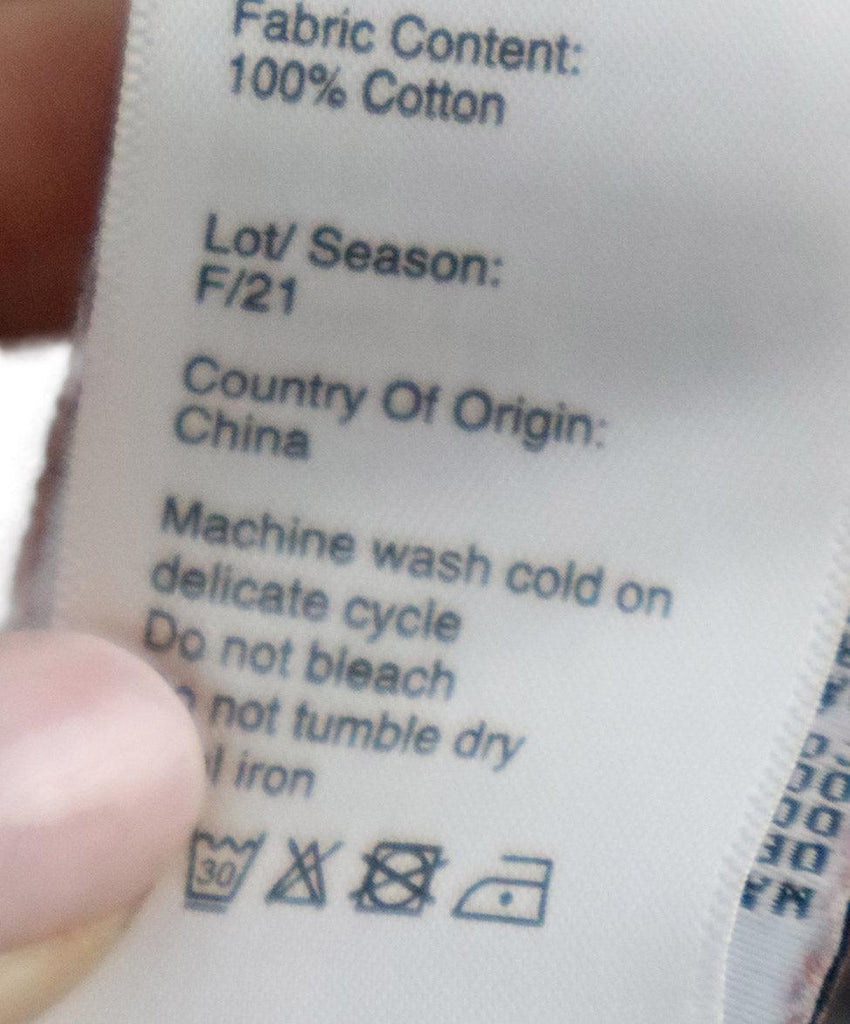 Fabric Content:
100% Cotton
Lot/ Season:
F/21
Country Of Origin:
China
Machine wash cold on
delicate cycle
Do not bleach
not tumble dry
iron
30